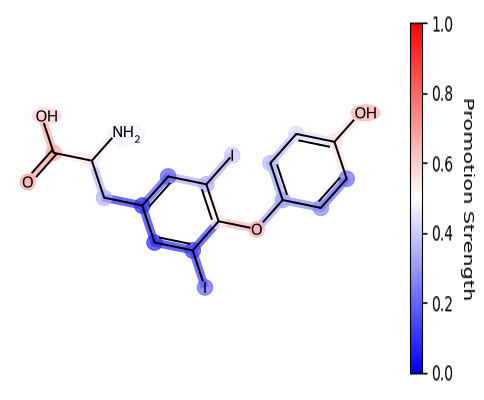 1.0
OH
OH
0.8
NH₂
I
0.6
O
O
0.4
I
0.2
0.0
Promotion Strength